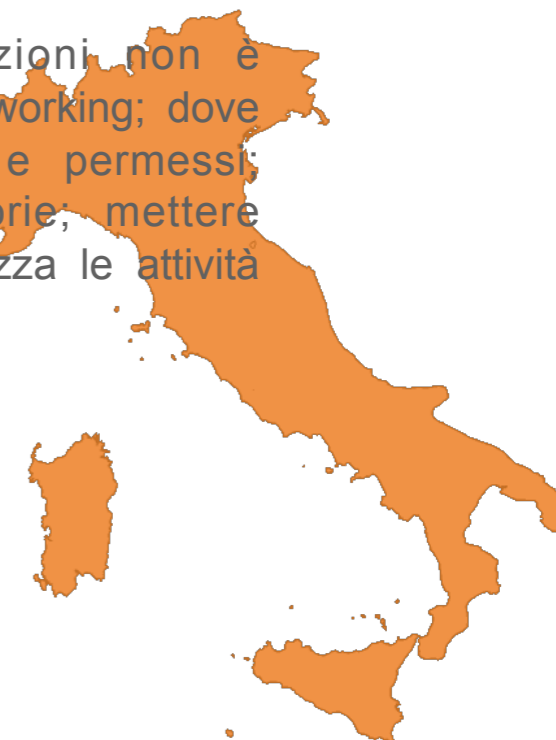 zioni non è
working; dove
e permessi;
orie; mettere
zza le attività